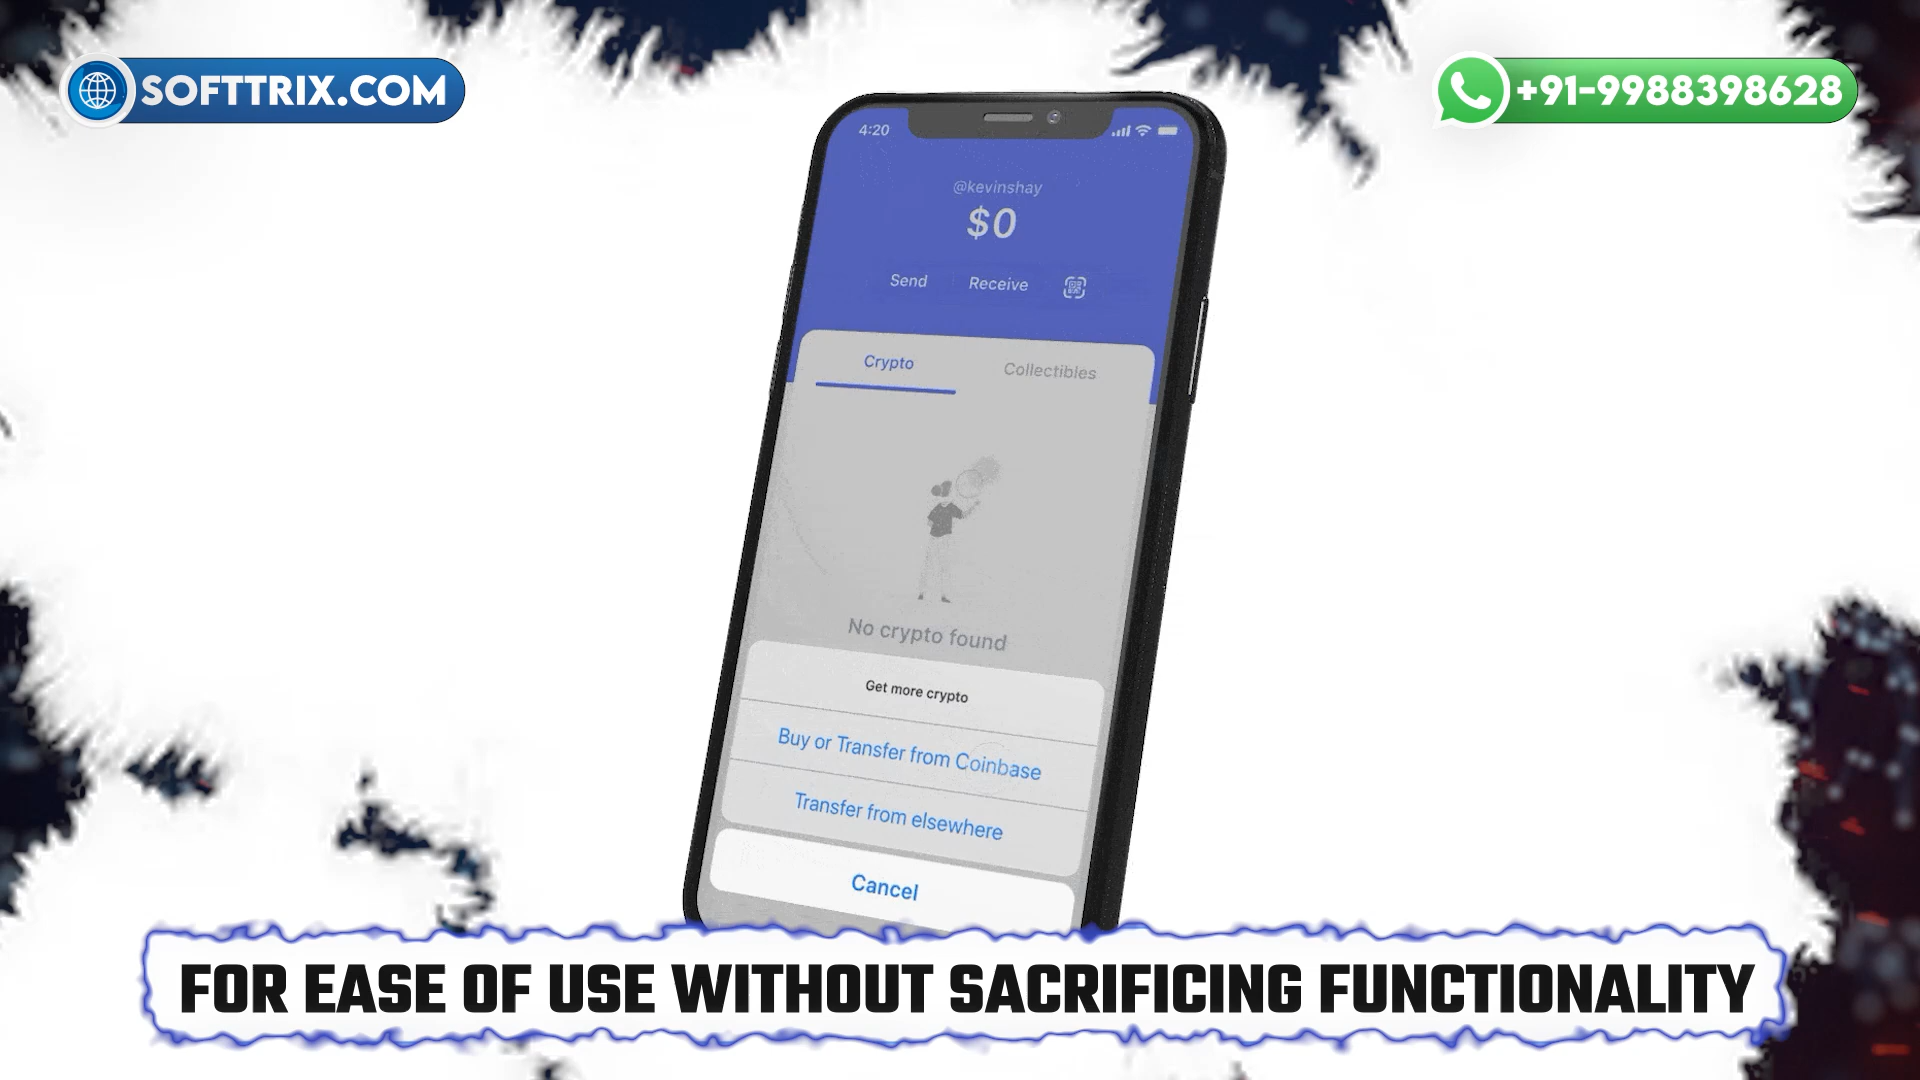 SOFTTRIX.COM
+91-9988398628
4:20
@kevinshay
$0
Send Receive
Crypto Collectibles
No crypto found
Get more crypto
Buy or Transfer from Coinbase
Transfer from elsewhere
Cancel
FOR EASE OF USE WITHOUT SACRIFICING FUNCTIONALITY